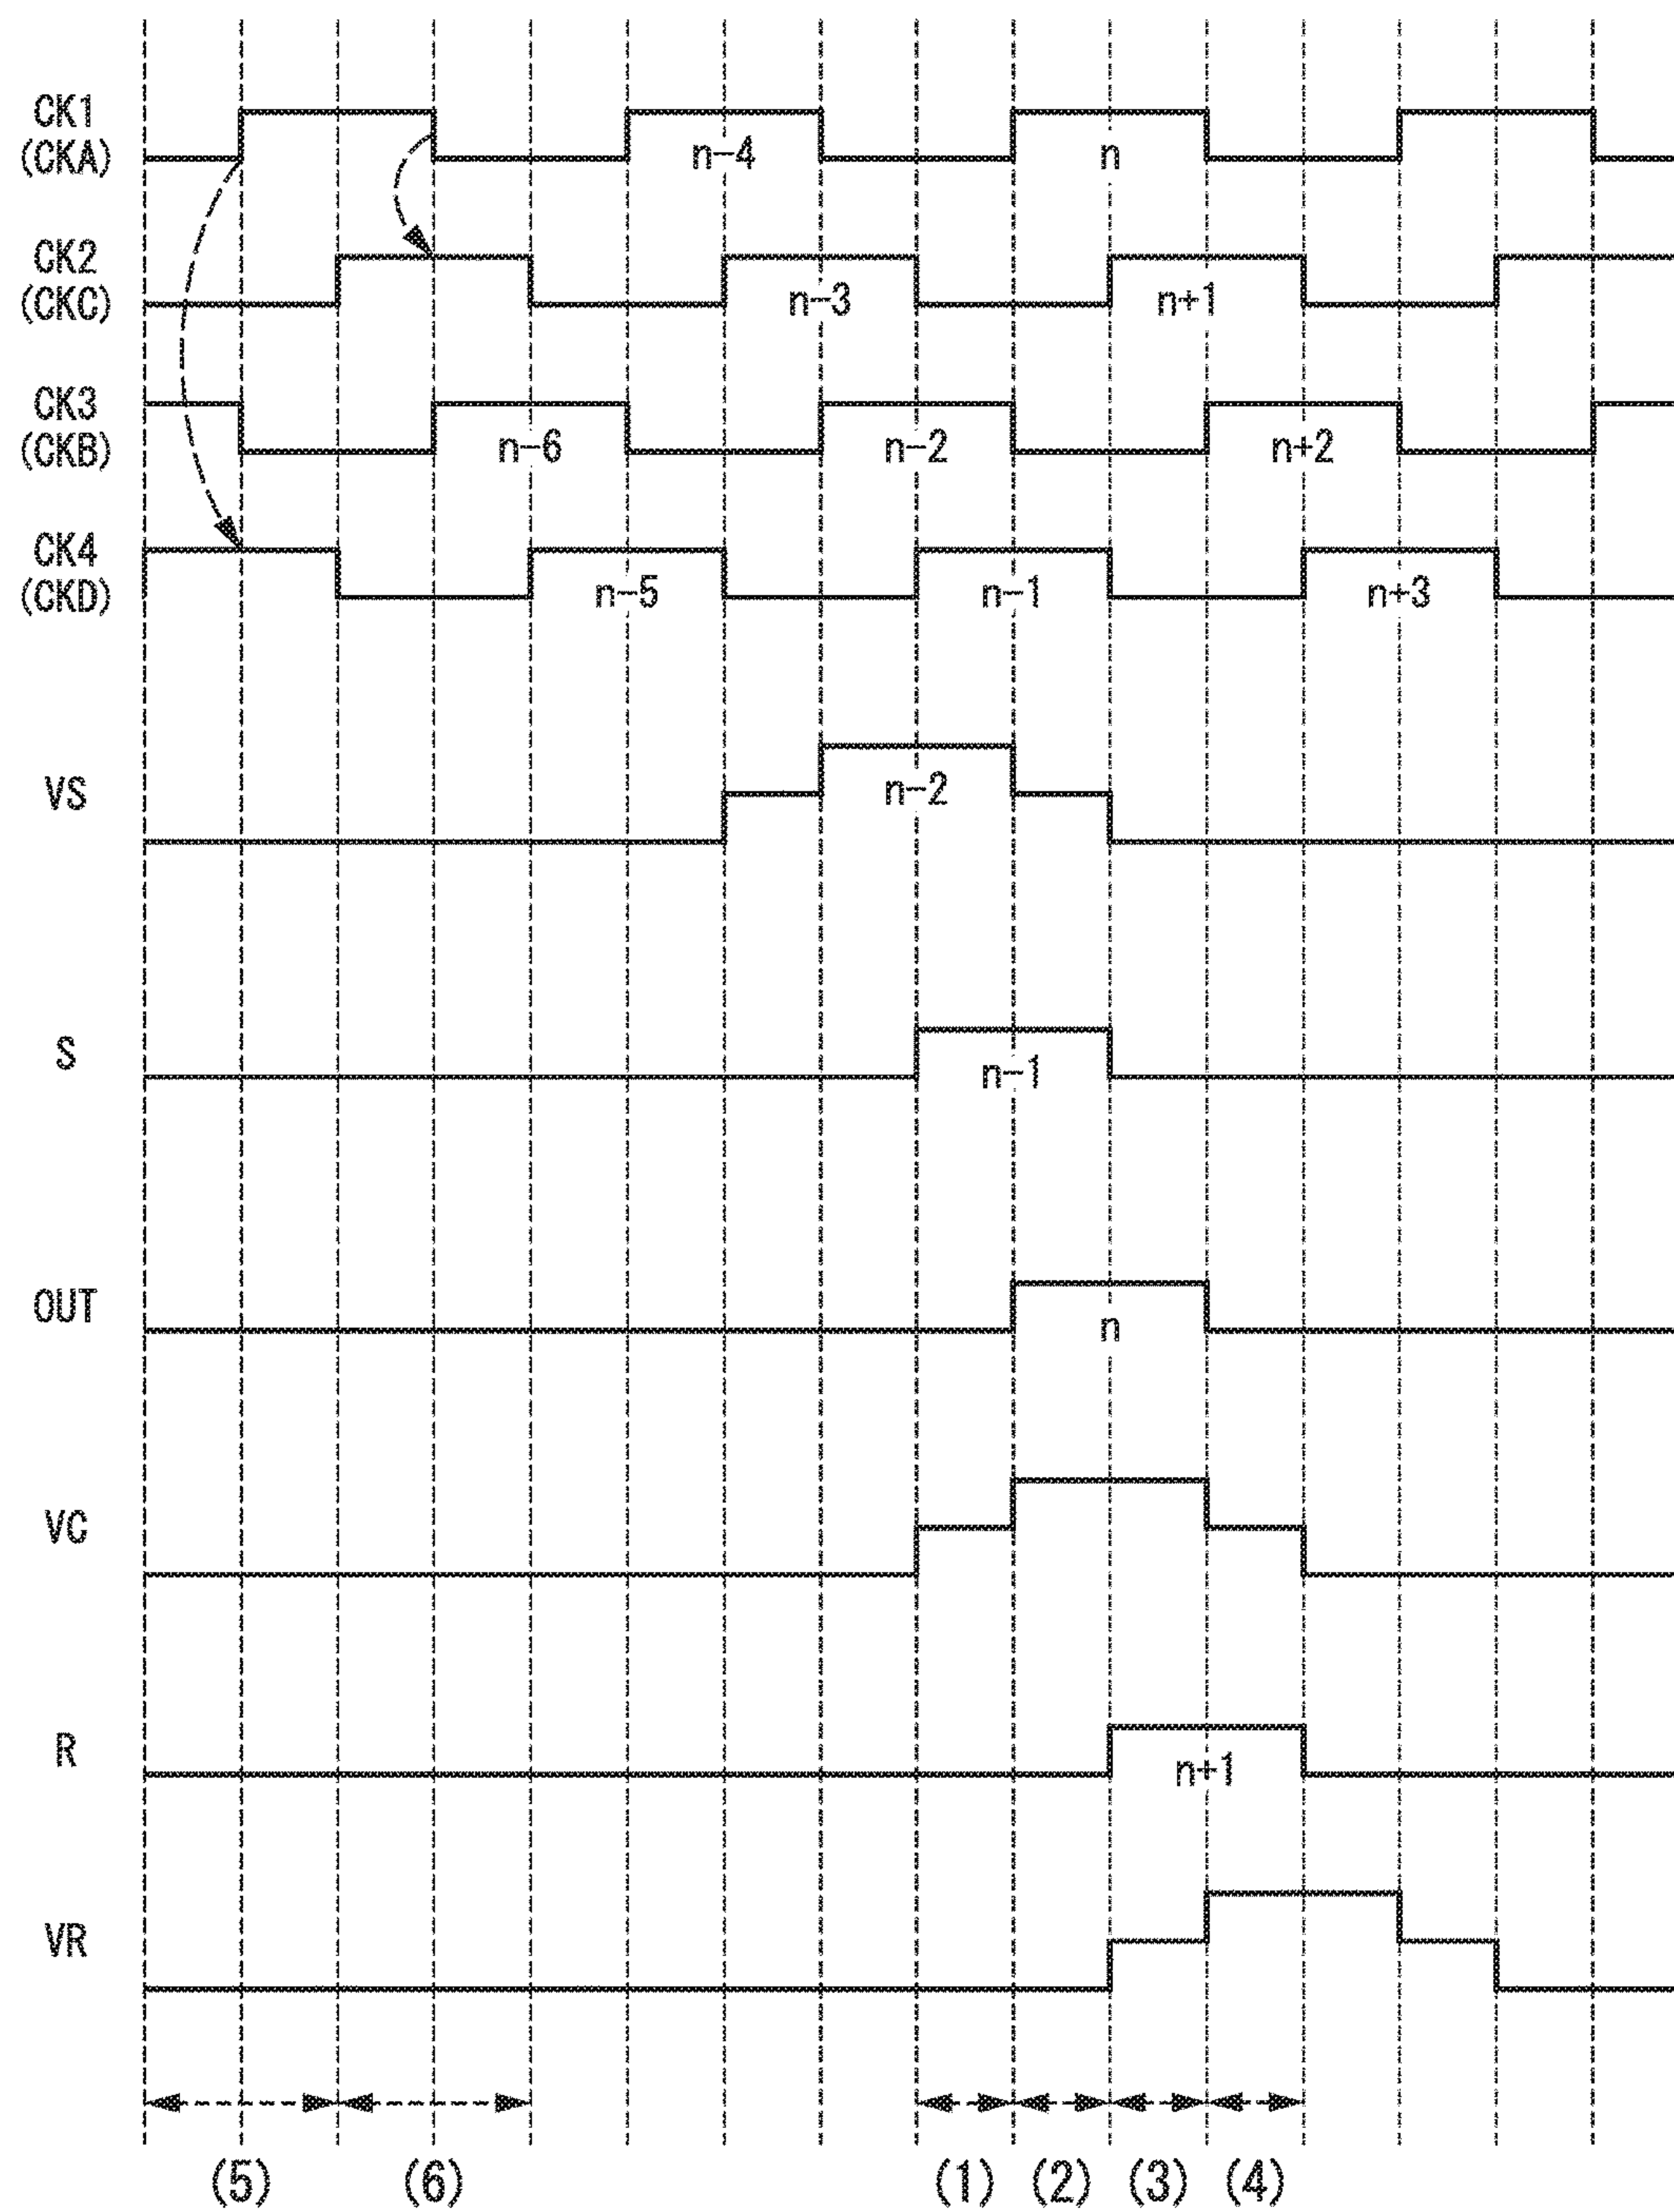 CK1
(CKA)
n-4
n
CK2
(CKC)
n-3
n+1
CK3
(CKB)
n-6
n-2
n+2
CK4
(CKD)
n-5
n-1
n+3
VS
n-2
S
n-1
OUT
n
VC
R
n+1
VR
(5) (6) (1) (2) (3) (4)